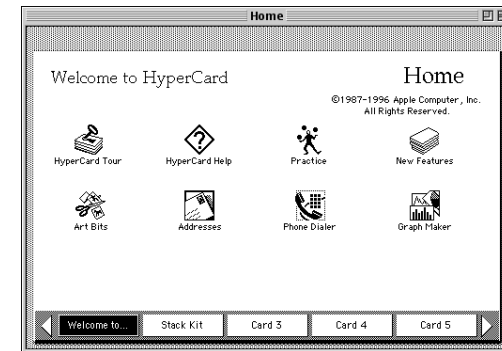 Home
Welcome to HyperCard
Home
©1987-1996 Apple Computer, Inc.
All Rights Reserved.
HyperCard Tour
HyperCard Help
Practice
New Features
Art Bits
Addresses
Phone Dialer
Graph Maker
Welcome to...
Stack Kit
Card 3
Card 4
Card 5